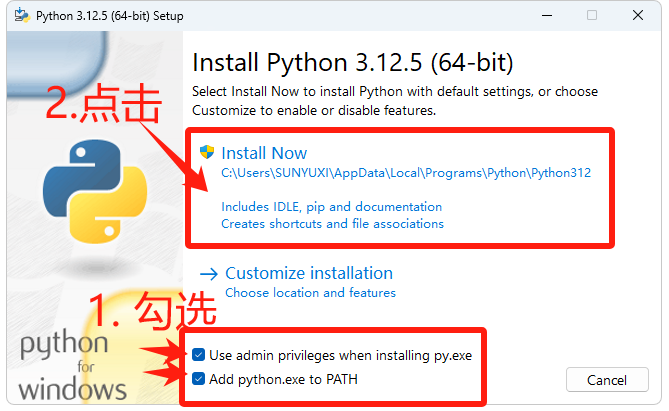 Python 3.12.5 (64-bit) Setup
Install Python 3.12.5 (64-bit)
Select Install Now to install Python with default settings, or choose
Customize to enable or disable features.
2.点击
Install Now
C:\Users\SUNYUXI\AppData\Local\Programs\Python\Python312
Includes IDLE, pip and documentation
Creates shortcuts and file associations
Customize installation
Choose location and features
1. 勾选
python
for
windows
Use admin privileges when installing py.exe
Add python.exe to PATH
Cancel